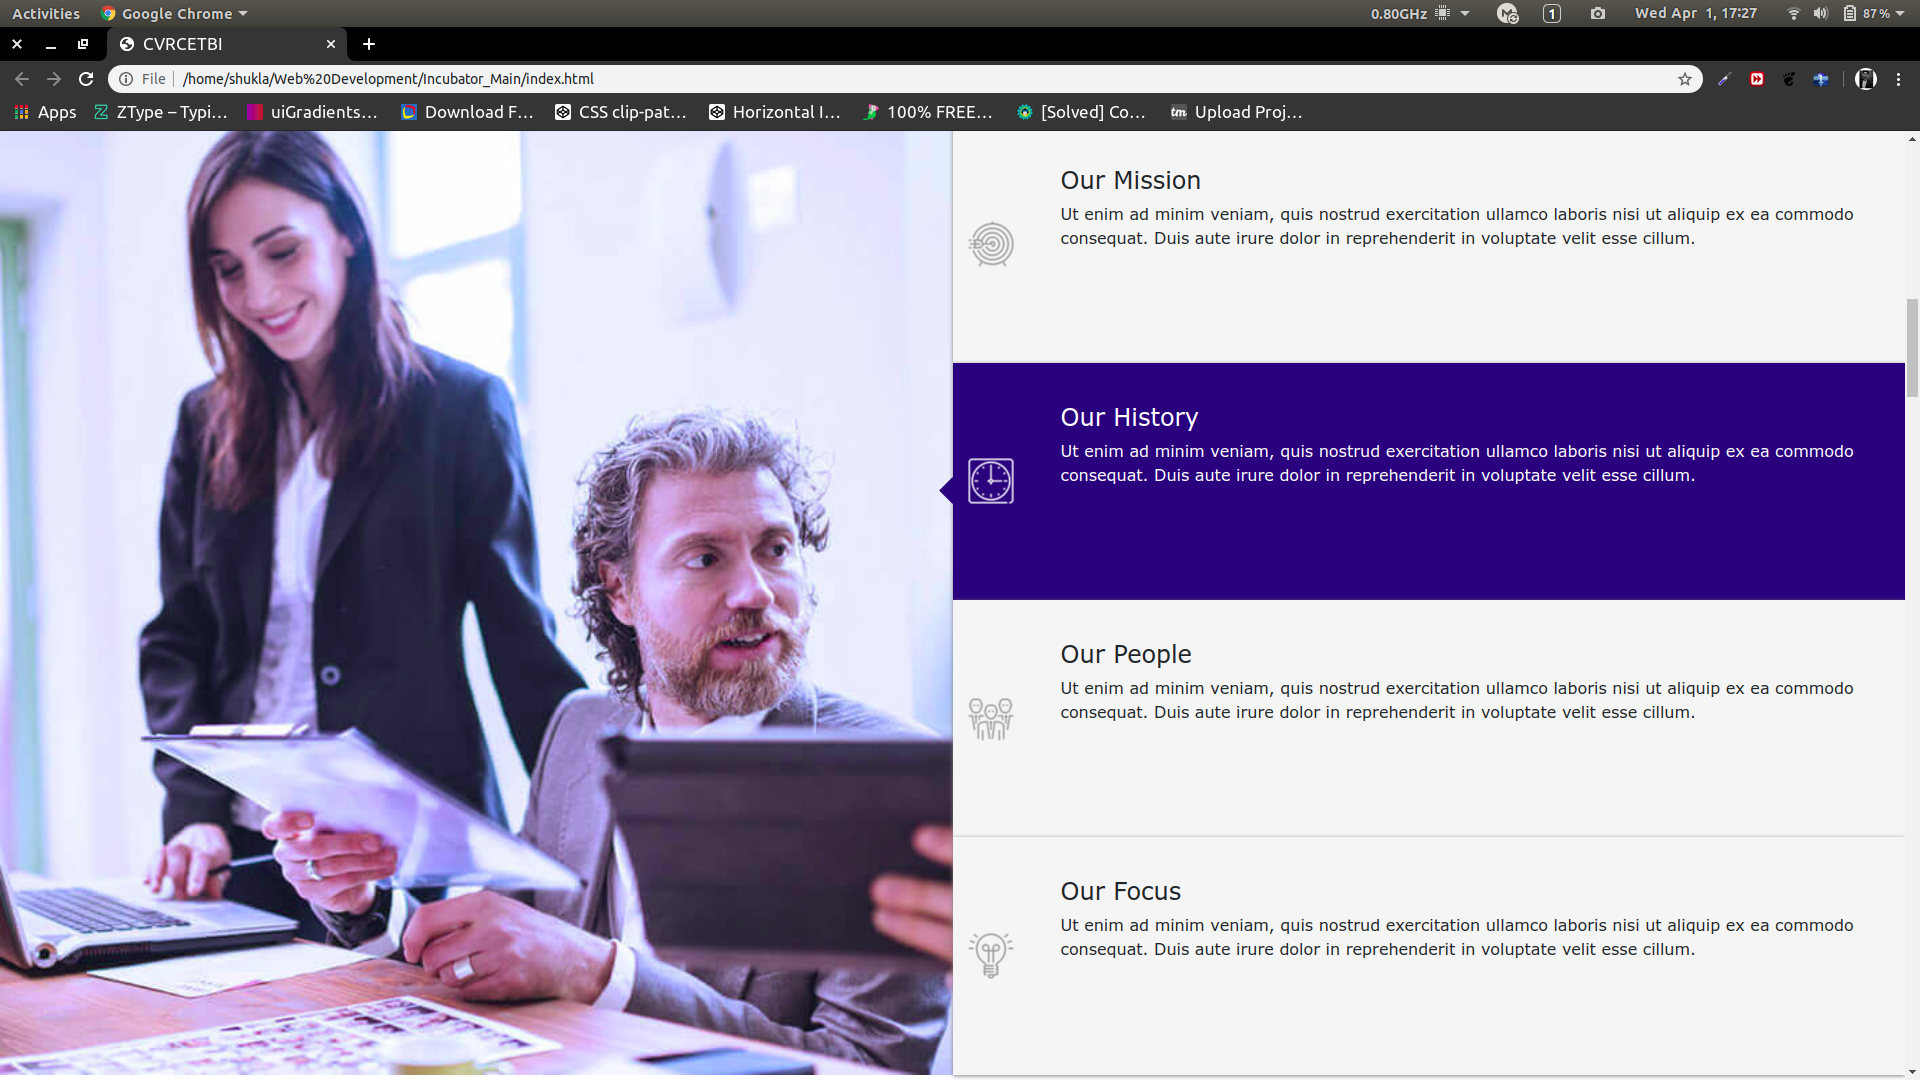 Activities Google Chrome 0.80GHz 1 Wed Apr 1, 17:27 87%
CVRCETBI
File /home/shukla/Web%20Development/Incubator_Main/index.html
Apps ZType – Typi... uiGradients... Download F... CSS clip-pat... Horizontal I... 100% FREE... [Solved] Co... tm Upload Proj...
Our Mission
Ut enim ad minim veniam, quis nostrud exercitation ullamco laboris nisi ut aliquip ex ea commodo
consequat. Duis aute irure dolor in reprehenderit in voluptate velit esse cillum.
Our History
Ut enim ad minim veniam, quis nostrud exercitation ullamco laboris nisi ut aliquip ex ea commodo
consequat. Duis aute irure dolor in reprehenderit in voluptate velit esse cillum.
Our People
Ut enim ad minim veniam, quis nostrud exercitation ullamco laboris nisi ut aliquip ex ea commodo
consequat. Duis aute irure dolor in reprehenderit in voluptate velit esse cillum.
Our Focus
Ut enim ad minim veniam, quis nostrud exercitation ullamco laboris nisi ut aliquip ex ea commodo
consequat. Duis aute irure dolor in reprehenderit in voluptate velit esse cillum.